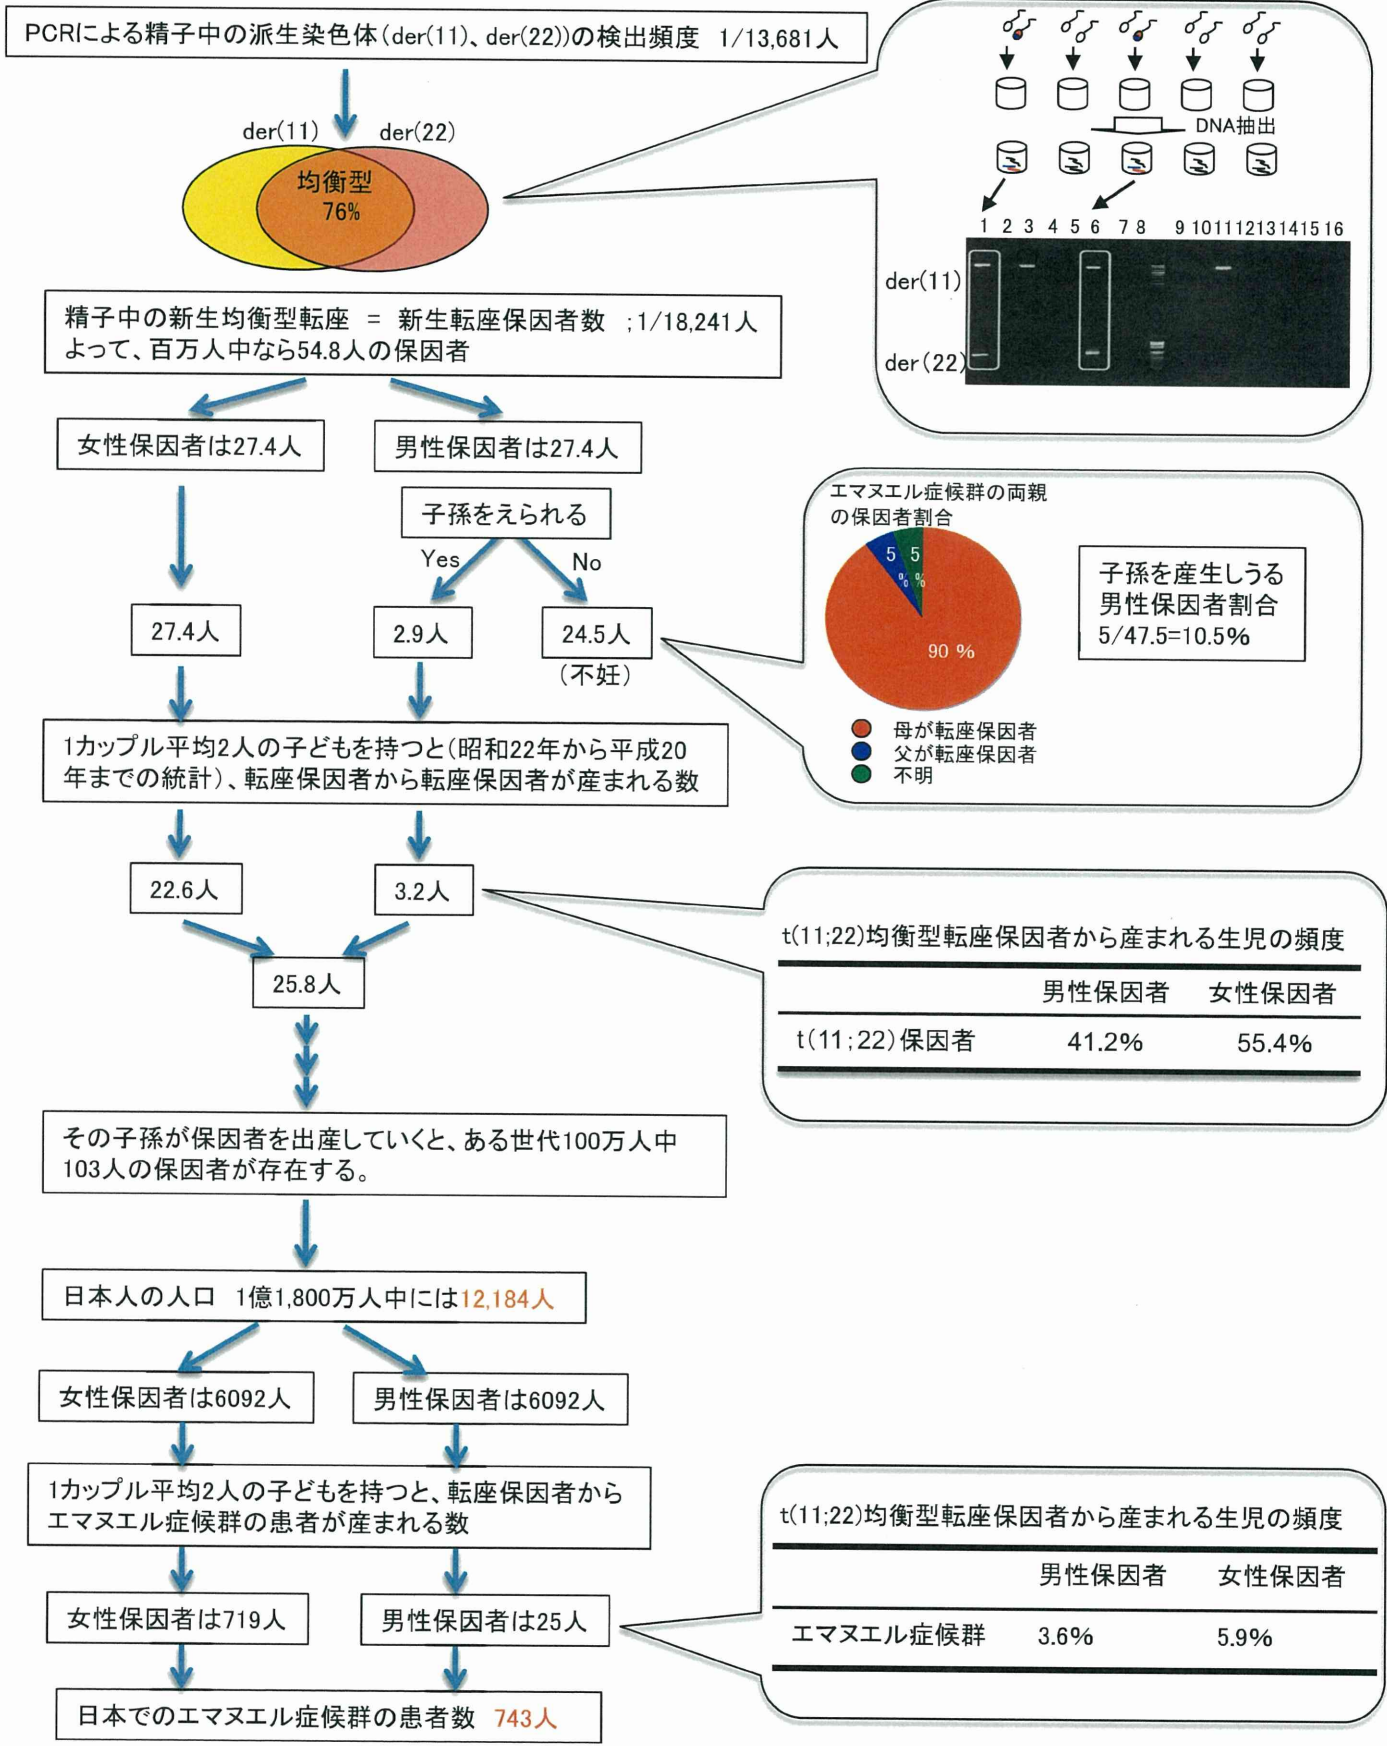 PCRによる精子中の派生染色体(der(11)、der(22))の検出頻度 1/13,681人
der(11) der(22)
均衡型
76%
DNA抽出
1 2 3 4 5 6 7 8 9 10 11 12 13 14 15 16
der(11)
der(22)
精子中の新生均衡型転座 = 新生転座保因者数 ;1/18,241人
よって、百万人中なら54.8人の保因者
女性保因者は27.4人
男性保因者は27.4人
子孫をえられる
Yes
No
27.4人
2.9人
24.5人
(不妊)
エマヌエル症候群の両親
の保因者割合
5%
5%
90 %
母が転座保因者
父が転座保因者
不明
子孫を産生しうる
男性保因者割合
5/47.5=10.5%
1カップル平均2人の子どもを持つと(昭和22年から平成20
年までの統計)、転座保因者から転座保因者が産まれる数
22.6人
3.2人
25.8人
t(11;22)均衡型転座保因者から産まれる生児の頻度
男性保因者 女性保因者
t(11;22)保因者 41.2% 55.4%
その子孫が保因者を出産していくと、ある世代100万人中
103人の保因者が存在する。
日本人の人口 1億1,800万人中には12,184人
女性保因者は6092人
男性保因者は6092人
1カップル平均2人の子どもを持つと、転座保因者から
エマヌエル症候群の患者が産まれる数
女性保因者は719人
男性保因者は25人
t(11;22)均衡型転座保因者から産まれる生児の頻度
男性保因者 女性保因者
エマヌエル症候群 3.6% 5.9%
日本でのエマヌエル症候群の患者数 743人